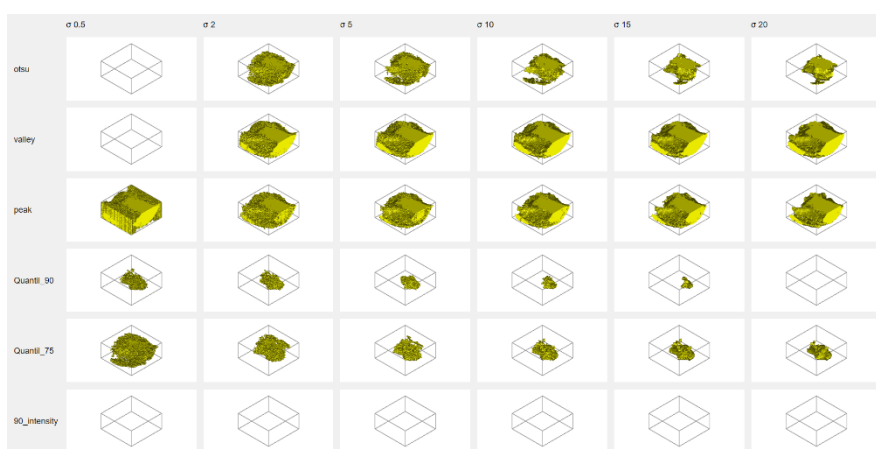 σ 0.5 σ 2 σ 5 σ 10 σ 15 σ 20
otsu
valley
peak
Quantil_90
Quantil_75
90_intensity